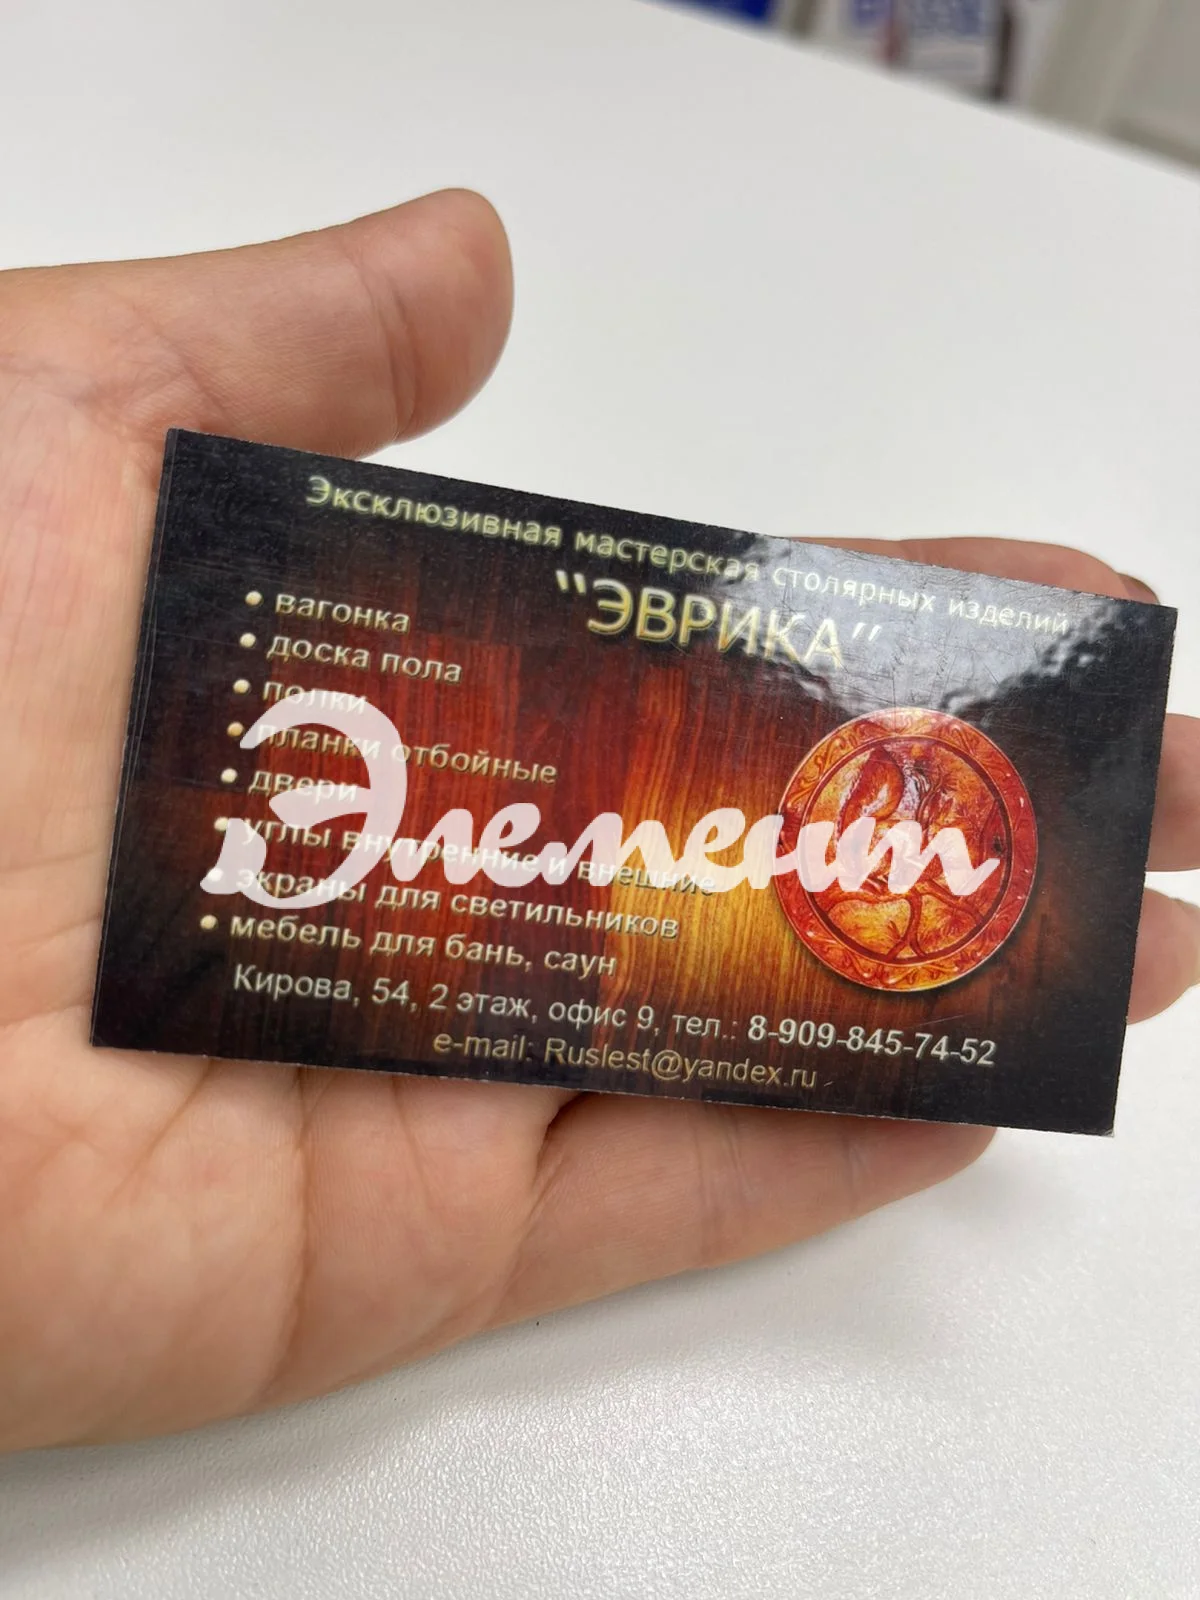 Эксклюзивная мастерская столярных изделий
"ЭВРИКА"
• вагонка
• доска пола
• полки
• планки отбойные
• двери
• углы внутренние и внешние
• экраны для светильников
• мебель для бань, саун
Элемент
Кирова, 54, 2 этаж, офис 9, тел.: 8-909-845-74-52
e-mail: Ruslest@yandex.ru